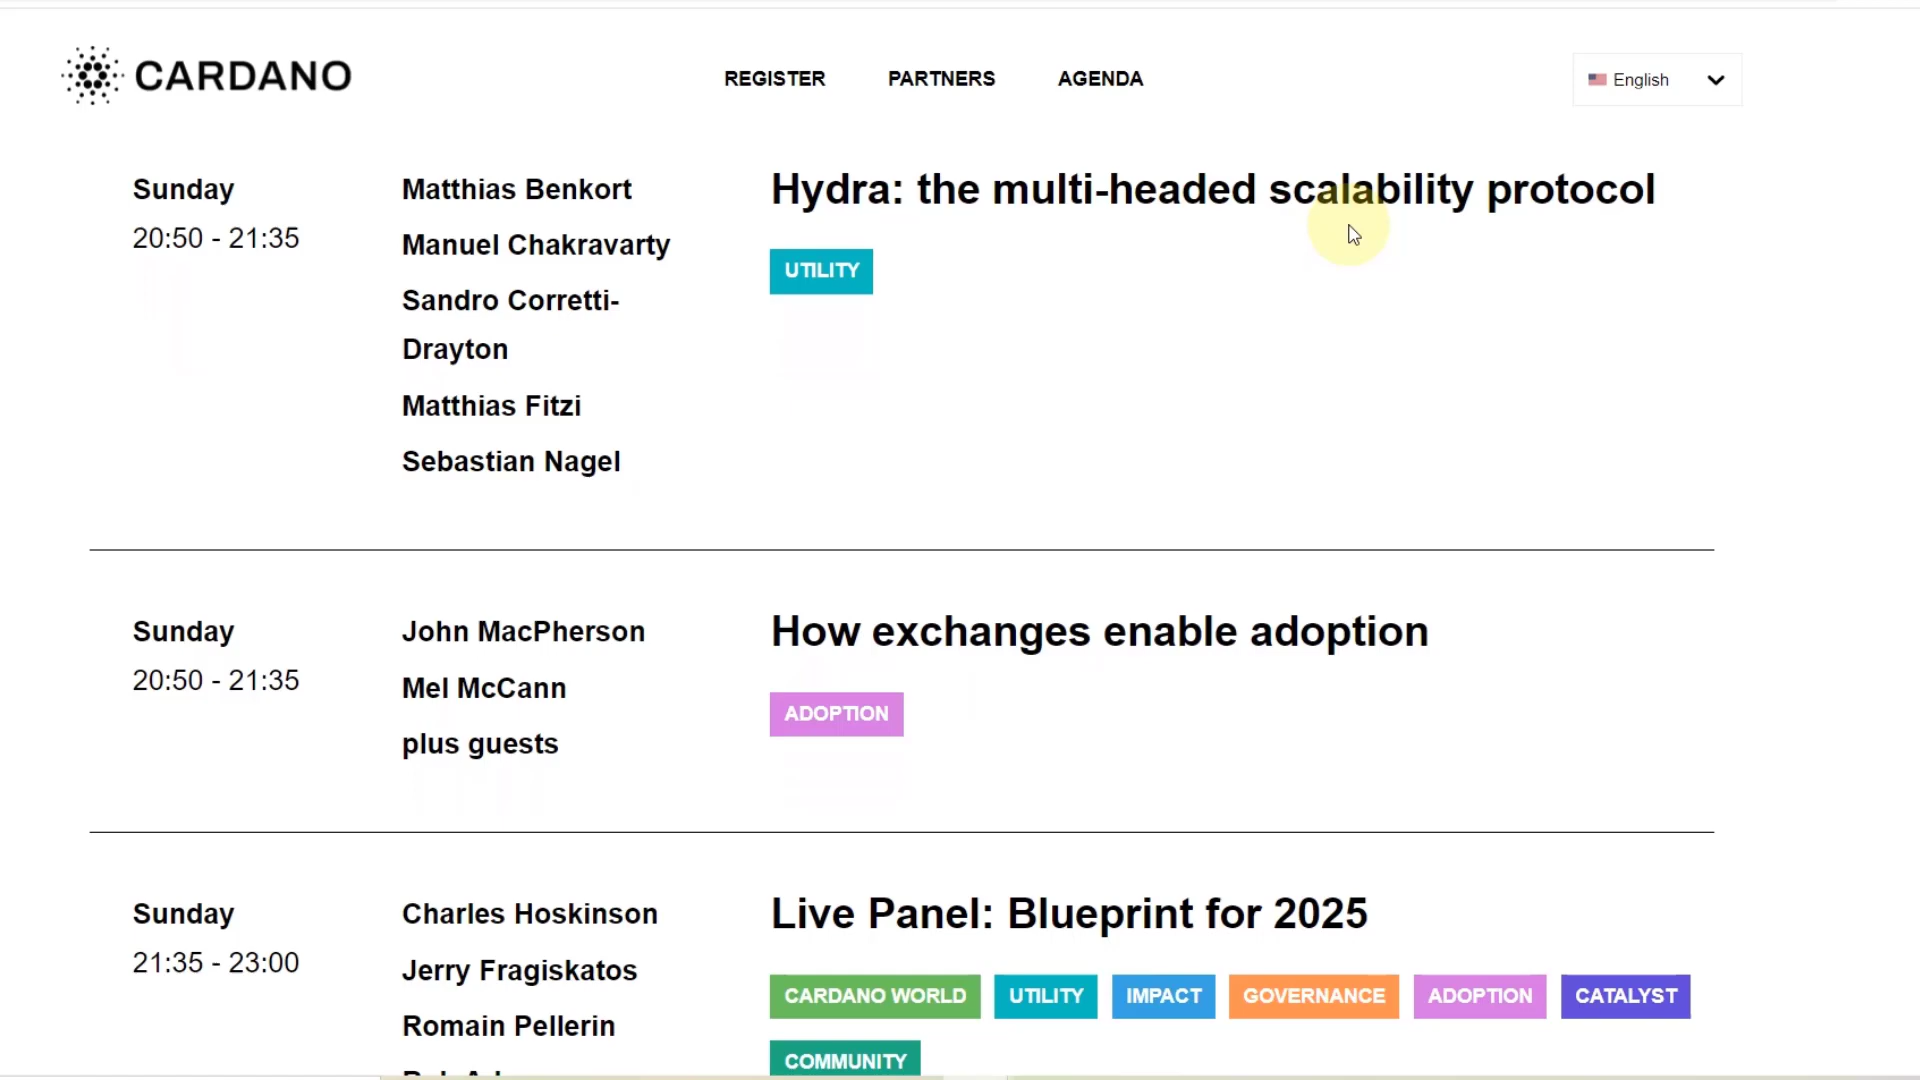 CARDANO
REGISTER
PARTNERS
AGENDA
English
Sunday
20:50 - 21:35
Matthias Benkort
Manuel Chakravarty
Sandro Corretti-
Drayton
Matthias Fitzi
Sebastian Nagel
Hydra: the multi-headed scalability protocol
UTILITY
Sunday
20:50 - 21:35
John MacPherson
Mel McCann
plus guests
How exchanges enable adoption
ADOPTION
Sunday
21:35 - 23:00
Charles Hoskinson
Jerry Fragiskatos
Romain Pellerin
Live Panel: Blueprint for 2025
CARDANO WORLD
UTILITY
IMPACT
GOVERNANCE
ADOPTION
CATALYST
COMMUNITY